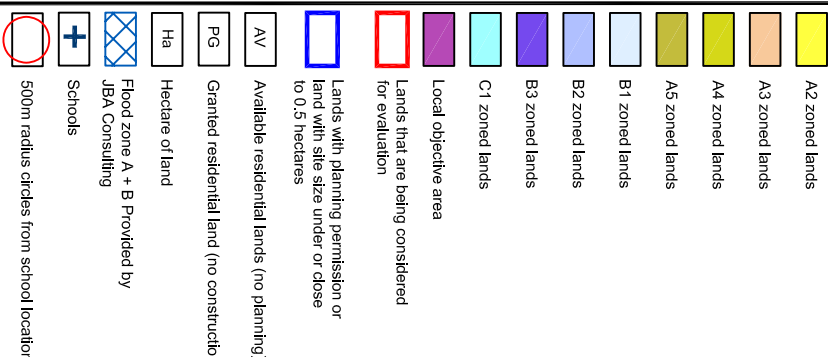 A2 zoned lands
A3 zoned lands
A4 zoned lands
A5 zoned lands
B1 zoned lands
B2 zoned lands
B3 zoned lands
C1 zoned lands
Local objective area
Lands that are being considered
for evaluation
Lands with planning permission or
land with site size under or close
to 0.5 hectares
AV
Available residential lands (no planning)
PG
Granted residential land (no constructio
Ha
Hectare of land
Flood zone A + B Provided by
JBA Consulting
Schools
500m radius circles from school location